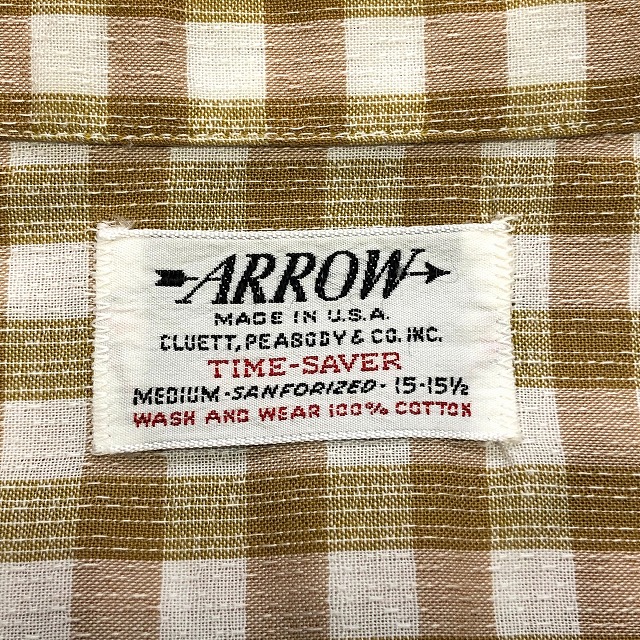 ARROW
MADE IN U.S.A.
CLUETT, PEABODY & CO. INC.
TIME-SAVER
MEDIUM -SANFORIZED- 15-15½
WASH AND WEAR 100% COTTON